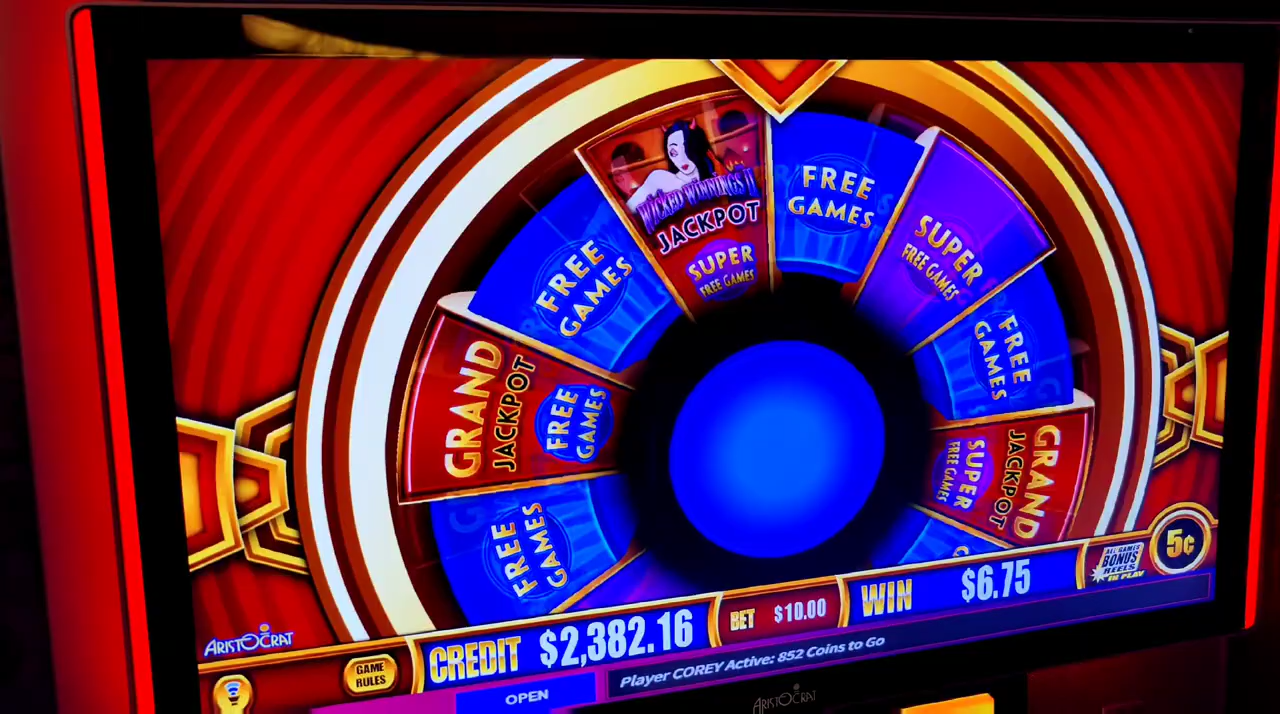 WICKED WINNINGS II
JACKPOT
SUPER
FREE GAMES
FREE
GAMES
SUPER
FREE GAMES
FREE
GAMES
FREE
GAMES
GRAND
JACKPOT
FREE
GAMES
GRAND
JACKPOT
SUPER
FREE GAMES
FREE
GAMES
ALL GAMES
BONUS
REELS
IN PLAY
5¢
ARISTOCRAT
GAME
RULES
CREDIT $2,382.16
BET $10.00
WIN $6.75
OPEN
Player COREY Active: 852 Coins to Go
ARISTOCRAT